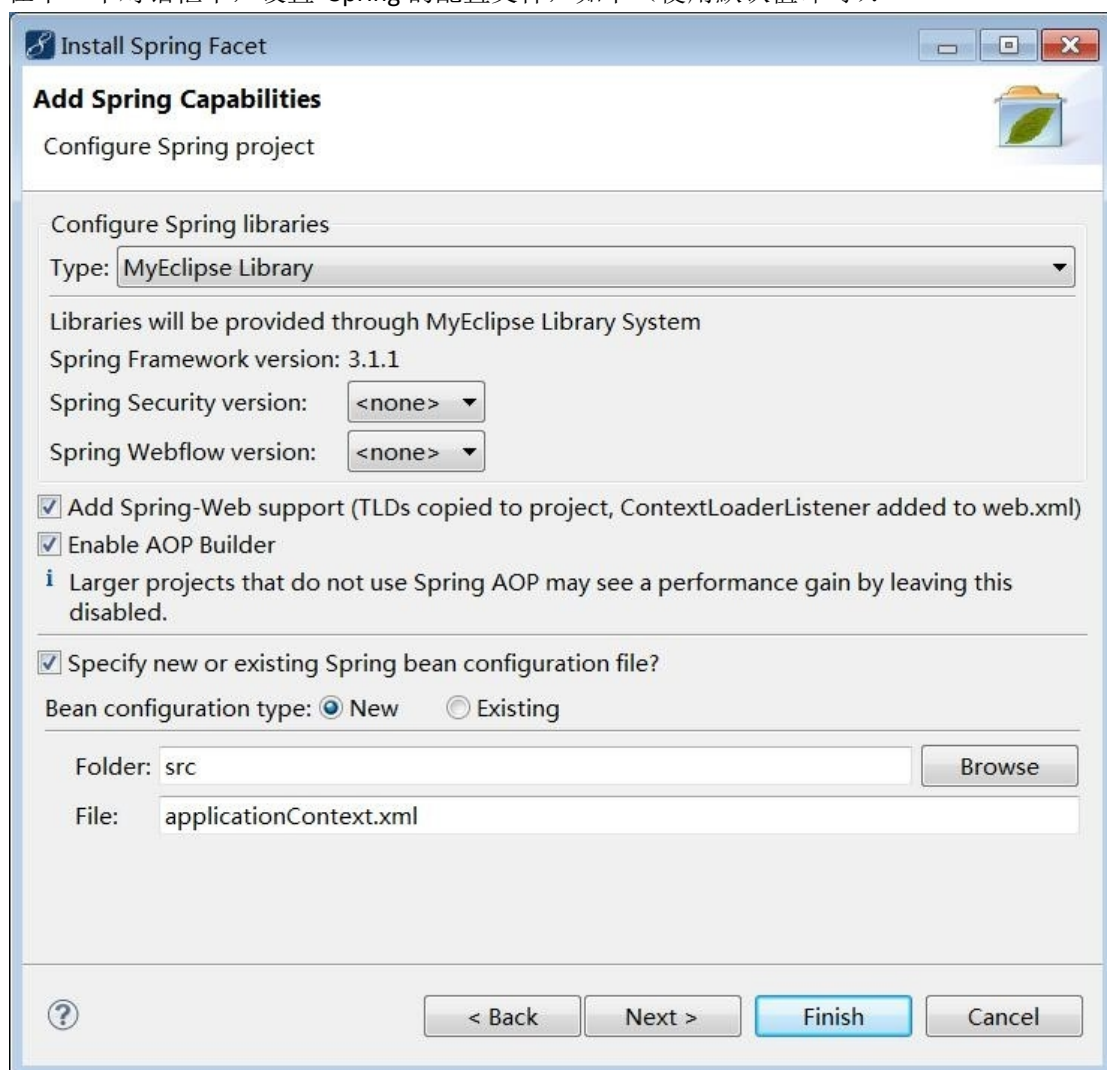 Install Spring Facet
Add Spring Capabilities
Configure Spring project
Configure Spring libraries
Type: MyEclipse Library
Libraries will be provided through MyEclipse Library System
Spring Framework version: 3.1.1
Spring Security version: <none>
Spring Webflow version: <none>
Add Spring-Web support (TLDs copied to project, ContextLoaderListener added to web.xml)
Enable AOP Builder
i Larger projects that do not use Spring AOP may see a performance gain by leaving this
disabled.
Specify new or existing Spring bean configuration file?
Bean configuration type: New Existing
Folder: src Browse
File: applicationContext.xml
? < Back Next > Finish Cancel